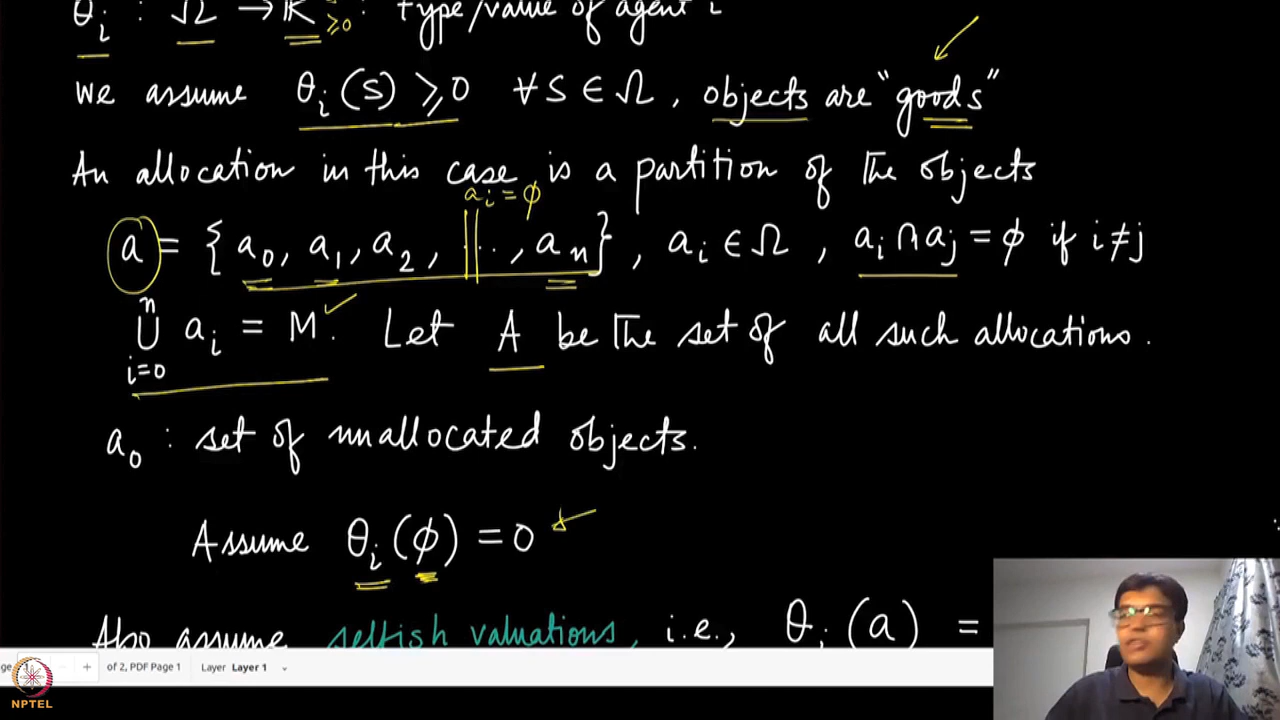 θᵢ : Ω → ℝ≥0 : type/value of agent i
We assume θᵢ(S) ⩾ 0 ∀S ∈ Ω, objects are "goods"
An allocation in this case is a partition of the objects
aᵢ = ϕ
a = {a₀, a₁, a₂, ..., aₙ}, aᵢ ∈ Ω, aᵢ ∩ aⱼ = ϕ if i ≠ j
n
∪ aᵢ = M. Let A be the set of all such allocations.
i=0
a₀ : set of unallocated objects.
Assume θᵢ(ϕ) = 0
Also assume selfish valuations, i.e., θᵢ(a) =
of 2, PDF Page 1 Layer Layer 1
NPTEL